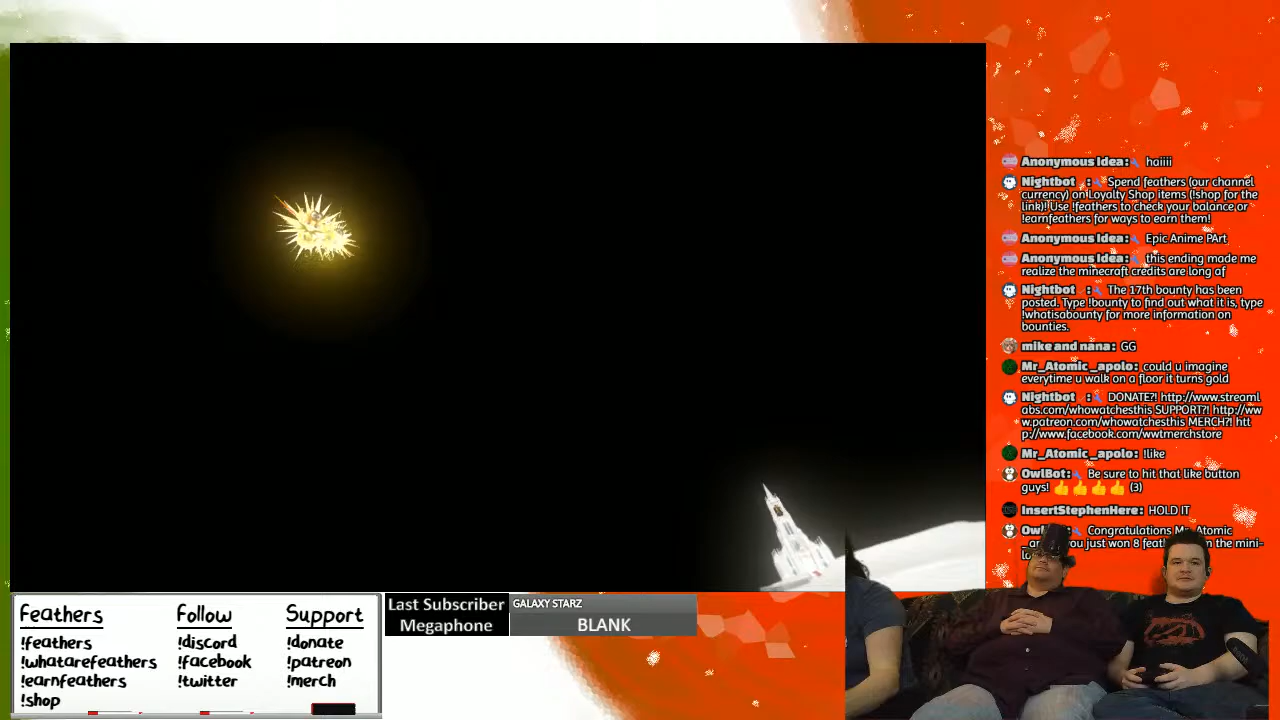 Anonymous Idea: haiiii
Nightbot : Spend feathers (our channel
currency) on Loyalty Shop items (!shop for the
link)! Use !feathers to check your balance or
!earnfeathers for ways to earn them!
Anonymous Idea: Epic Anime PArt
Anonymous Idea: this ending made me
realize the minecraft credits are long af
Nightbot : The 17th bounty has been
posted. Type !bounty to find out what it is, type
!whatisabounty for more information on
bounties.
mike and nana: GG
Mr_Atomic_apolo: could u imagine
everytime u walk on a floor it turns gold
Nightbot : DONATE?! http://www.streaml
abs.com/whowatchesthis SUPPORT?! http://ww
w.patreon.com/whowatchesthis MERCH?! htt
p://www.facebook.com/wwtmerchstore
Mr_Atomic_apolo: !like
OwlBot: Be sure to hit that like button
guys! 👍👍👍👍 (3)
InsertStephenHere: HOLD IT
Owl Congratulations Mr_Atomic
you just won 8 the mini-
feathers Follow Support
!feathers !discord !donate
!whatarefeathers !facebook !patreon
!earnfeathers !twitter !merch
!shop
Last Subscriber
Megaphone
GALAXY STARZ
BLANK